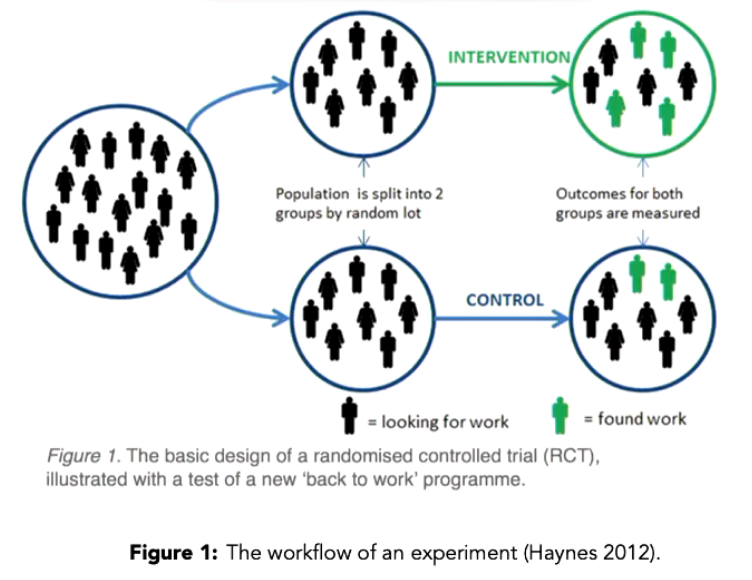 INTERVENTION
Population is split into 2
groups by random lot
Outcomes for both
groups are measured
CONTROL
= looking for work
= found work
Figure 1. The basic design of a randomised controlled trial (RCT),
illustrated with a test of a new ‘back to work’ programme.
Figure 1: The workflow of an experiment (Haynes 2012).